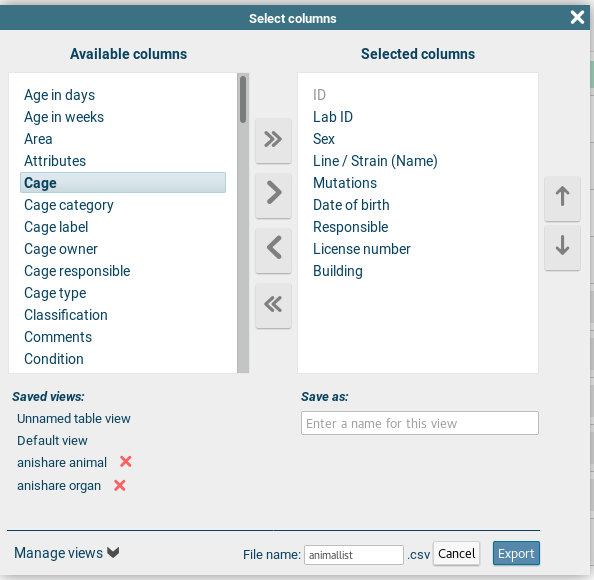 Select columns
Available columns
Age in days
Age in weeks
Area
Attributes
Cage
Cage category
Cage label
Cage owner
Cage responsible
Cage type
Classification
Comments
Condition
Selected columns
ID
Lab ID
Sex
Line / Strain (Name)
Mutations
Date of birth
Responsible
License number
Building
Saved views:
Unnamed table view
Default view
anishare animal
anishare organ
Save as:
Enter a name for this view
Manage views
File name: animallist .csv Cancel Export